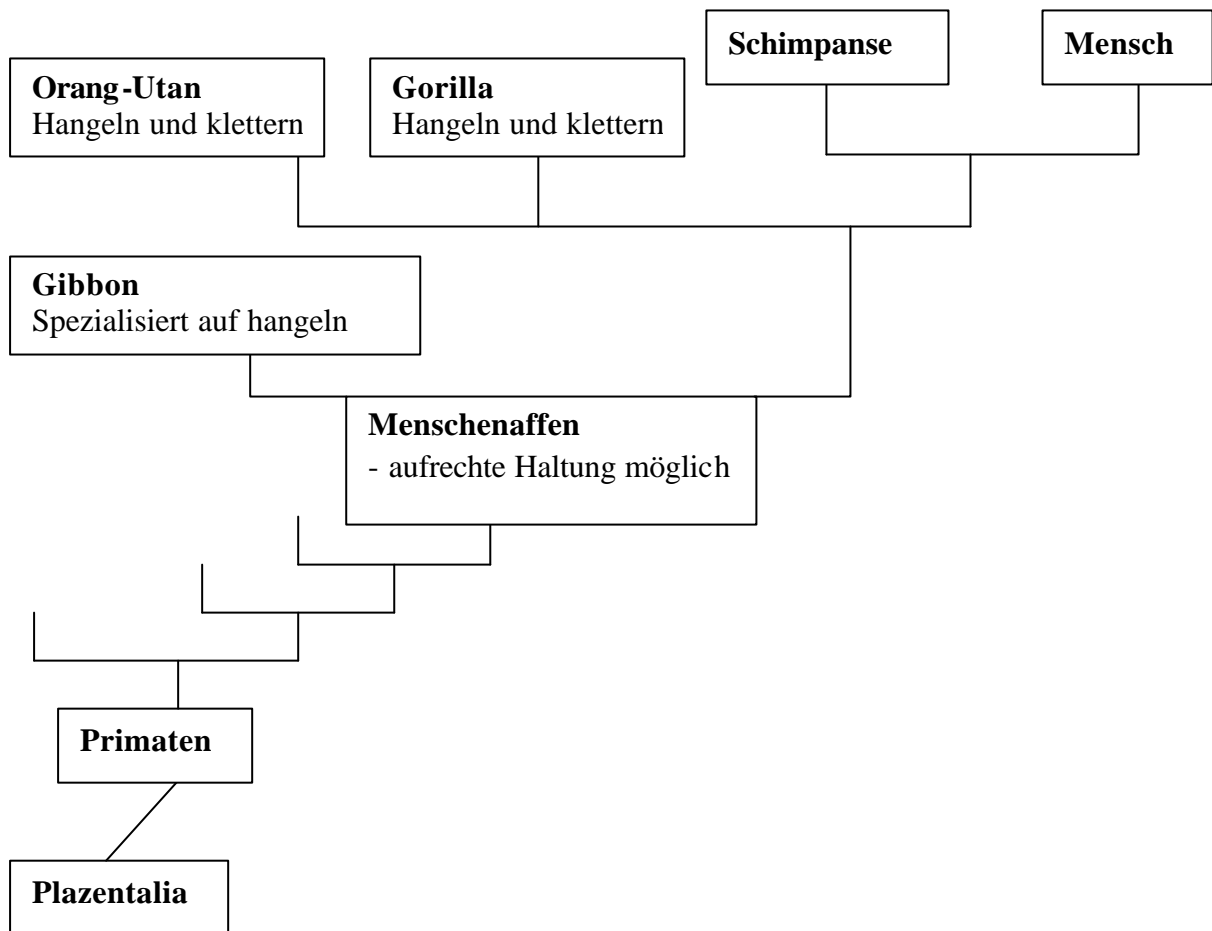 Schimpanse
Mensch
Orang-Utan
Hangeln und klettern
Gorilla
Hangeln und klettern
Gibbon
Spezialisiert auf hangeln
Menschenaffen
- aufrechte Haltung möglich
Primaten
Plazentalia